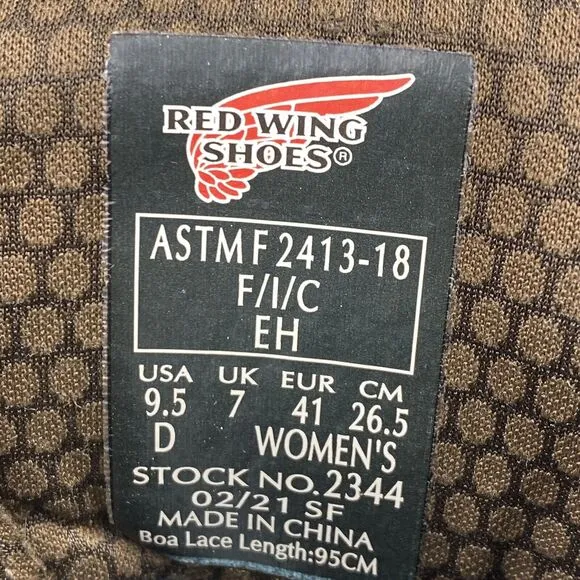 RED WING
SHOES®
ASTM F 2413-18
F/I/C
EH
USA UK EUR CM
9.5 7 41 26.5
D WOMEN'S
STOCK NO. 2344
02/21 SF
MADE IN CHINA
Boa Lace Length:95CM